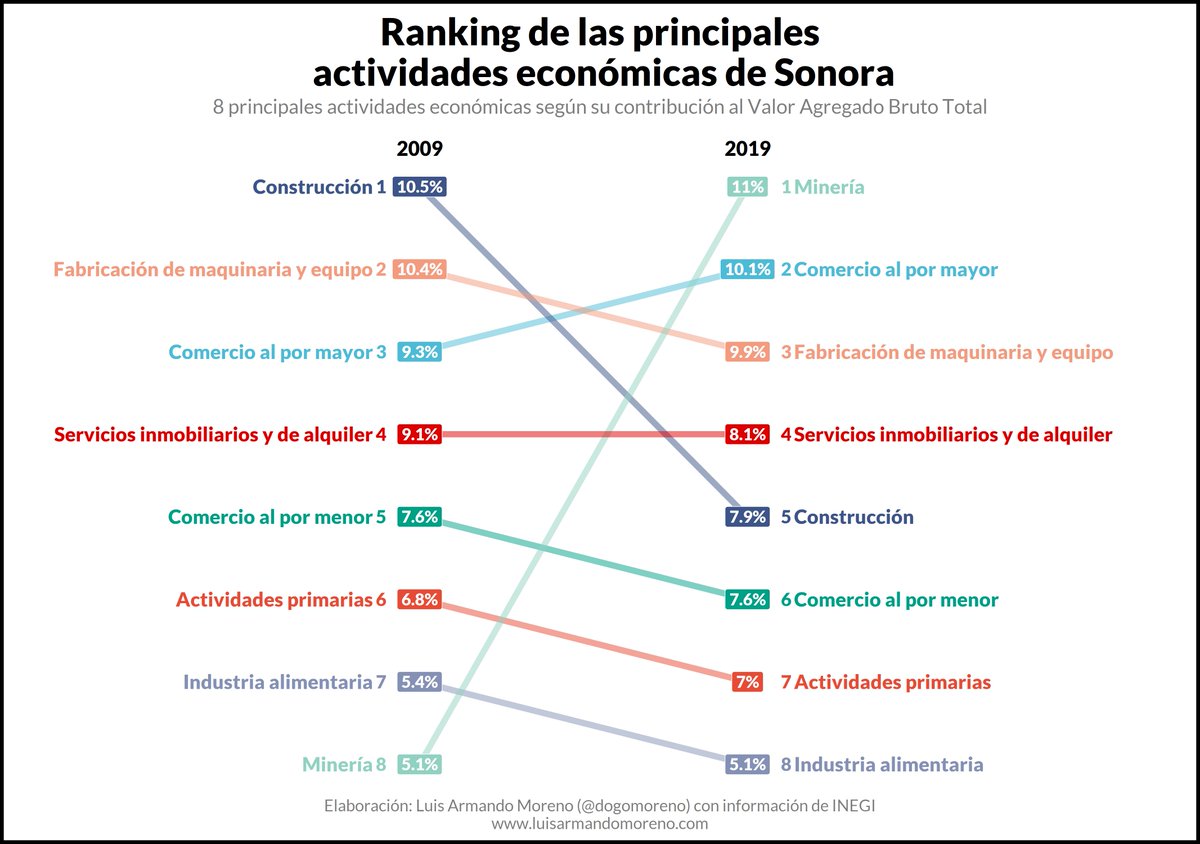 Ranking de las principales
actividades económicas de Sonora
8 principales actividades económicas según su contribución al Valor Agregado Bruto Total
2009 2019
Construcción 1 10.5% 11% 1 Minería
Fabricación de maquinaria y equipo 2 10.4% 10.1% 2 Comercio al por mayor
Comercio al por mayor 3 9.3% 9.9% 3 Fabricación de maquinaria y equipo
Servicios inmobiliarios y de alquiler 4 9.1% 8.1% 4 Servicios inmobiliarios y de alquiler
Comercio al por menor 5 7.6% 7.9% 5 Construcción
Actividades primarias 6 6.8% 7.6% 6 Comercio al por menor
Industria alimentaria 7 5.4% 7% 7 Actividades primarias
Minería 8 5.1% 5.1% 8 Industria alimentaria
Elaboración: Luis Armando Moreno (@dogomoreno) con información de INEGI
www.luisarmandomoreno.com